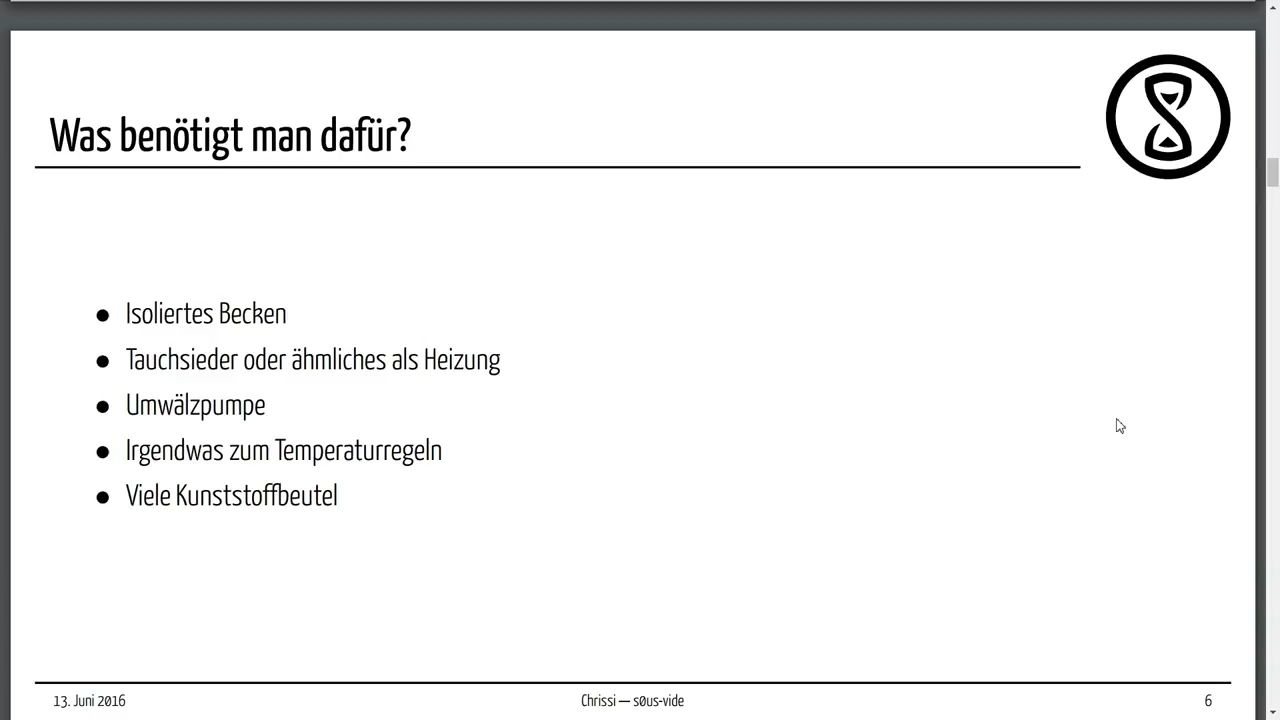 Was benötigt man dafür?
● Isoliertes Becken
● Tauchsieder oder ähmliches als Heizung
● Umwälzpumpe
● Irgendwas zum Temperaturregeln
● Viele Kunststoffbeutel
13. Juni 2016
Chrissi — s0us-vide
6